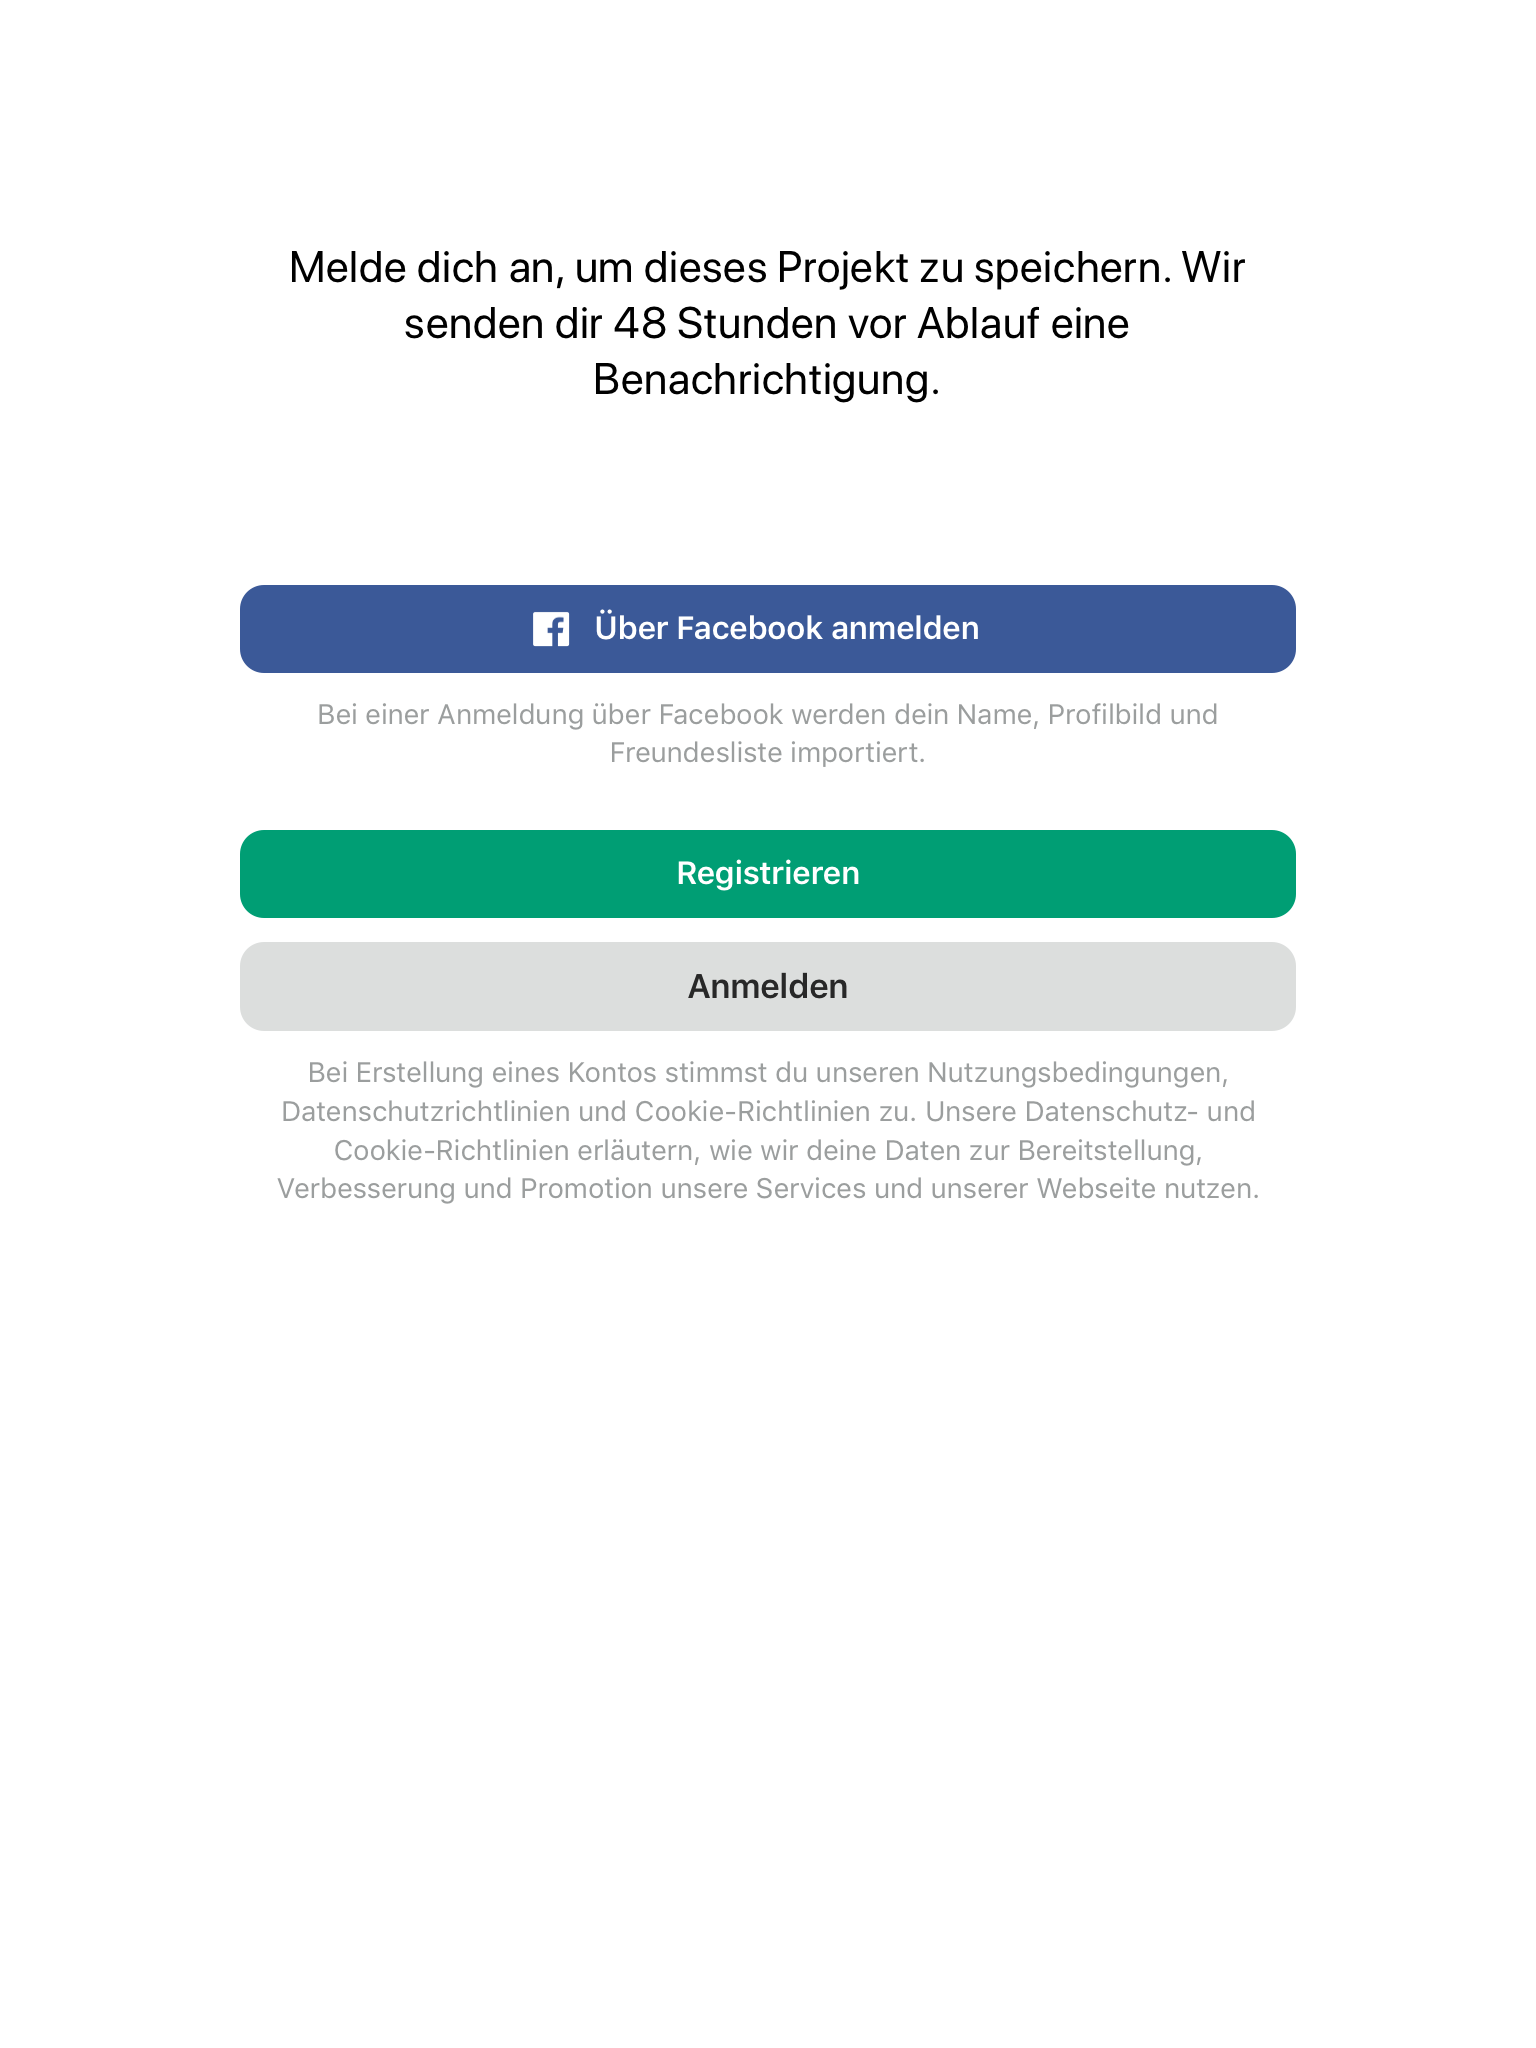 Melde dich an, um dieses Projekt zu speichern. Wir
senden dir 48 Stunden vor Ablauf eine
Benachrichtigung.
Über Facebook anmelden
Bei einer Anmeldung über Facebook werden dein Name, Profilbild und
Freundesliste importiert.
Registrieren
Anmelden
Bei Erstellung eines Kontos stimmst du unseren Nutzungsbedingungen,
Datenschutzrichtlinien und Cookie-Richtlinien zu. Unsere Datenschutz- und
Cookie-Richtlinien erläutern, wie wir deine Daten zur Bereitstellung,
Verbesserung und Promotion unsere Services und unserer Webseite nutzen.